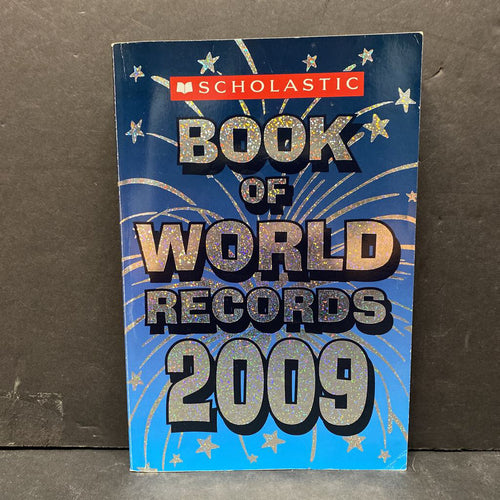 SCHOLASTIC
BOOK
OF
WORLD
RECORDS
2009